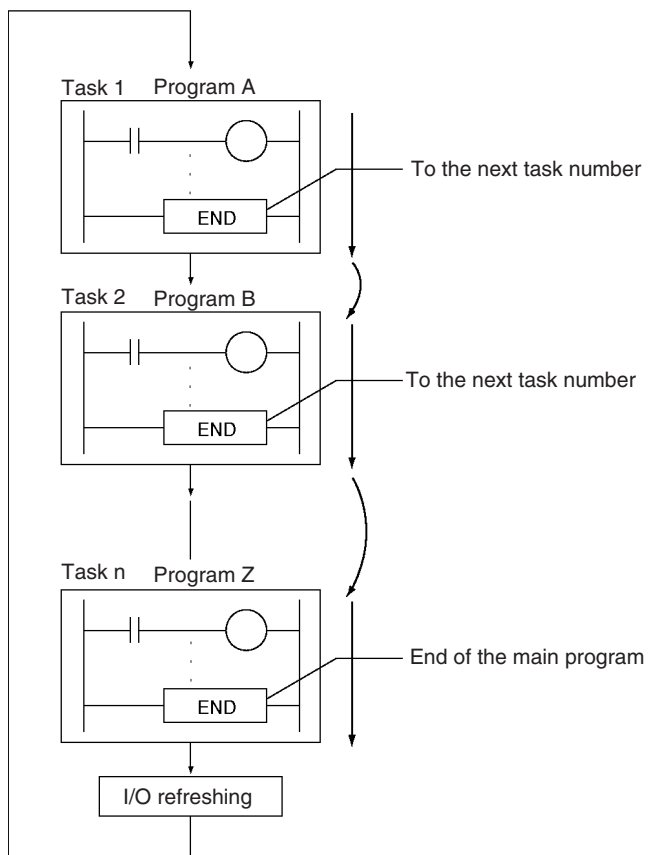 Task 1 Program A
To the next task number
END
Task 2 Program B
To the next task number
END
Task n Program Z
End of the main program
END
I/O refreshing